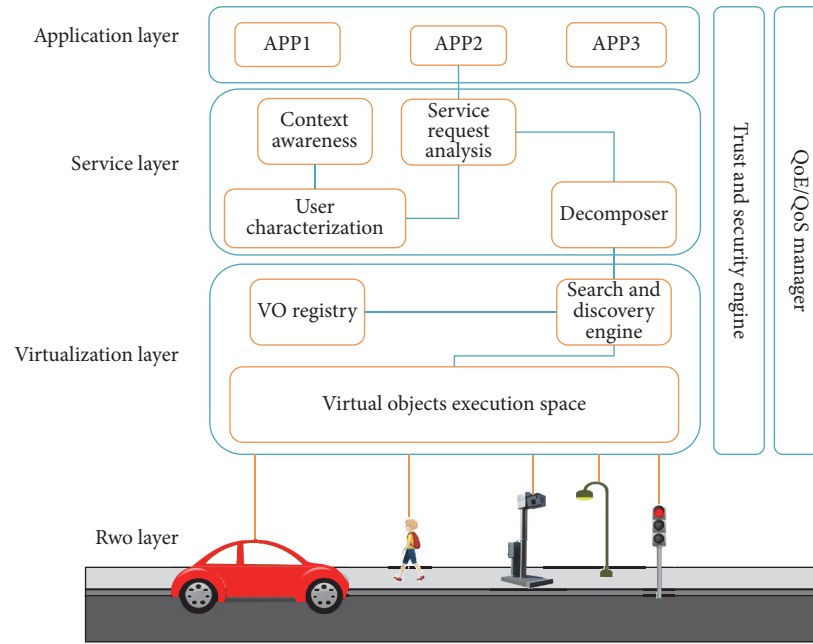 Application layer
APP1
APP2
APP3
Service layer
Context
awareness
Service
request
analysis
User
characterization
Decomposer
Virtualization layer
VO registry
Search and
discovery
engine
Virtual objects execution space
Rwo layer
Trust and security engine
QoE/QoS manager